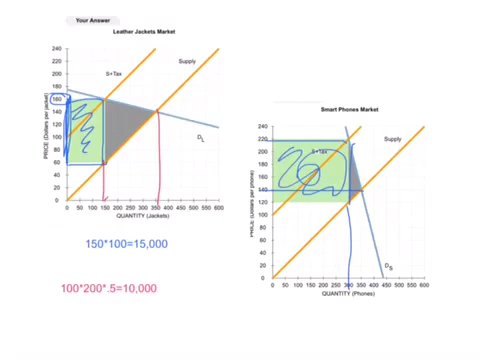 Your Answer
Leather Jackets Market
240
220
200
180
160
140
120
100
80
60
40
20
0
PRICE (Dollars per jacket)
S+Tax
Supply
D L
0 50 100 150 200 250 300 350 400 450 500 550 600
QUANTITY (Jackets)
150*100=15,000
100*200*.5=10,000
Smart Phones Market
240
220
200
180
160
140
120
100
80
60
40
20
0
PRICE (Dollars per phone)
S+Tax
Supply
D S
0 50 100 150 200 250 300 350 400 450 500 550 600
QUANTITY (Phones)